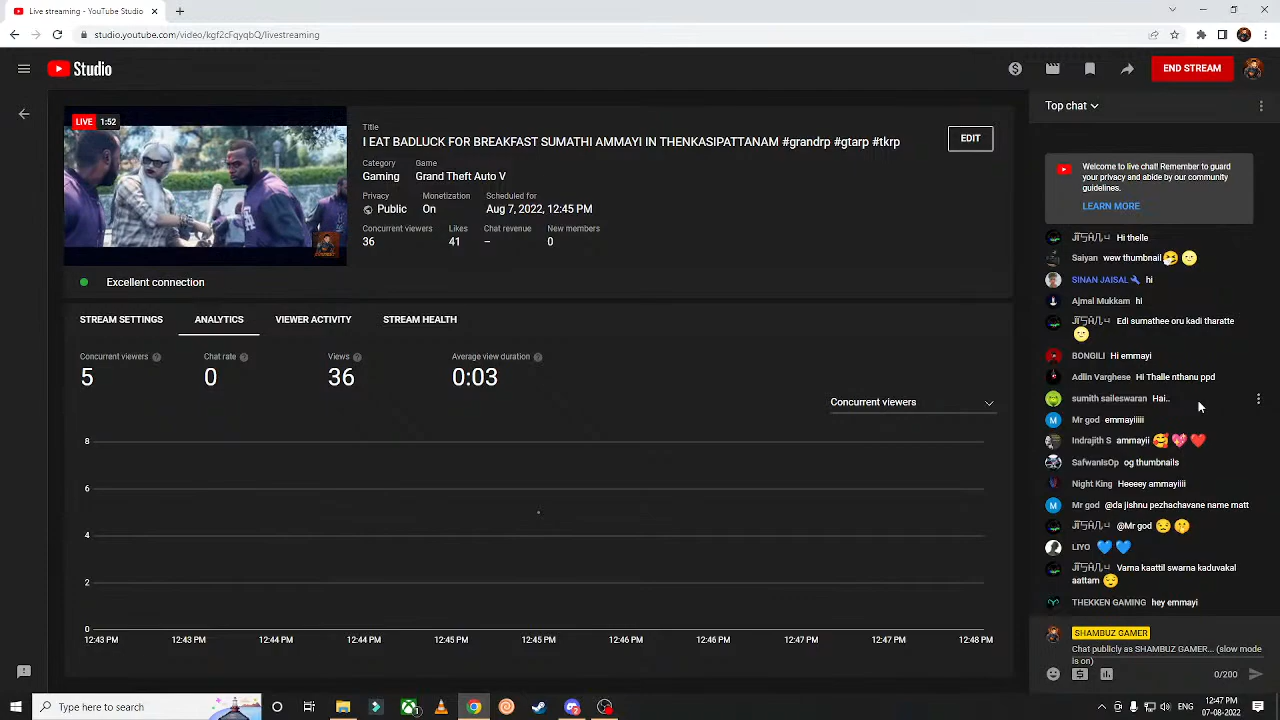 Live streaming - YouTube Studio
studio.youtube.com/video/kgf2cFqyqbQ/livestreaming
Studio
END STREAM
LIVE 1:52
Title
I EAT BADLUCK FOR BREAKFAST SUMATHI AMMAYI IN THENKASIPATTANAM #grandrp #gtarp #tkrp
EDIT
Category Game
Gaming Grand Theft Auto V
Privacy Monetization Scheduled for
Public On Aug 7, 2022, 12:45 PM
Concurrent viewers Likes Chat revenue New members
36 41 – 0
Excellent connection
STREAM SETTINGS ANALYTICS VIEWER ACTIVITY STREAM HEALTH
Concurrent viewers Chat rate Views Average view duration
5 0 36 0:03
Concurrent viewers
8
6
4
2
0
12:43 PM 12:43 PM 12:44 PM 12:44 PM 12:45 PM 12:45 PM 12:46 PM 12:46 PM 12:47 PM 12:47 PM 12:48 PM
Top chat
Welcome to live chat! Remember to guard
your privacy and abide by our community
guidelines.
LEARN MORE
Hi thelle
Saiyan wew thumbnail 🤭🌝
SINAN JAISAL hi
Ajmal Mukkam hi
Edi sumathee oru kadi tharatte
🌝
BONGILI Hi emmayi
Adlin Varghese Hi Thalle nthanu ppd
sumith saileswaran Hai..
Mr god emmayiiii
Indrajith S ammayii 🥰 💖 ❤️
SafwanIsOp og thumbnails
Night King Heeeey ammayiiii
Mr god @da jishnu pezhachavane name matt
@Mr god 😒 🤫
LIYO 💙 💙
Varna kaattil swarna kaduvakal
aattam 😌
THEKKEN GAMING hey emmayi
SHAMBUZ GAMER
Chat publicly as SHAMBUZ GAMER... (slow mode
is on)
0/200
Type here to search
ENG
12:47 PM
07-08-2022